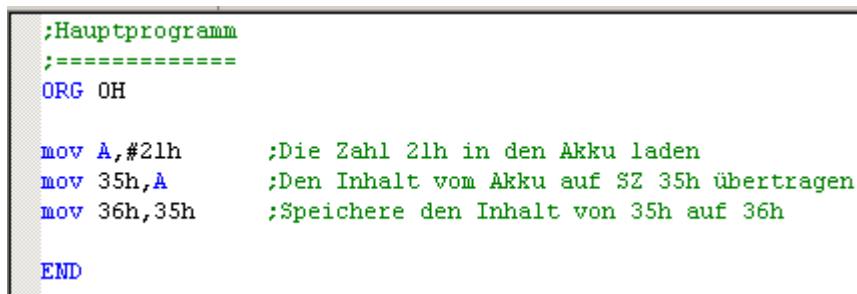 ;Hauptprogramm
;=============
ORG 0H
mov A,#21h ;Die Zahl 21h in den Akku laden
mov 35h,A ;Den Inhalt vom Akku auf SZ 35h übertragen
mov 36h,35h ;Speichere den Inhalt von 35h auf 36h
END